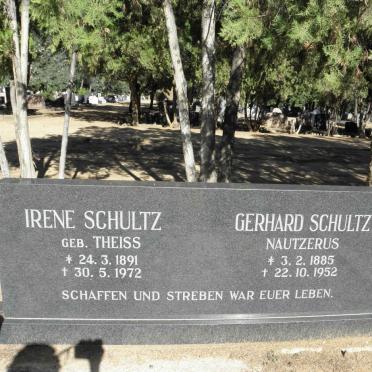 IRENE SCHULTZ
GEB. THEISS
* 24. 3. 1891
† 30. 5. 1972
GERHARD SCHULTZ
NAUTZERUS
* 3. 2. 1885
† 22. 10. 1952
SCHAFFEN UND STREBEN WAR EUER LEBEN.